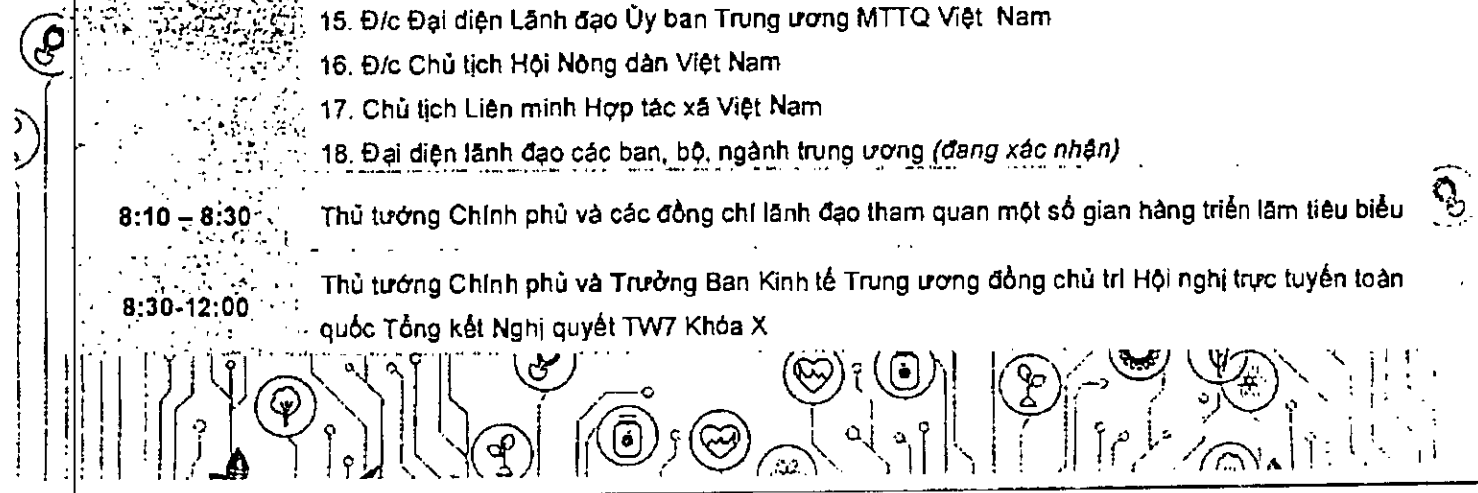 15. Đ/c Đại diện Lãnh đạo Ủy ban Trung ương MTTQ Việt Nam
16. Đ/c Chủ tịch Hội Nông dân Việt Nam
17. Chủ tịch Liên minh Hợp tác xã Việt Nam
18. Đại diện lãnh đạo các ban, bộ, ngành trung ương (đang xác nhận)
8:10 – 8:30 Thủ tướng Chính phủ và các đồng chí lãnh đạo tham quan một số gian hàng triển lãm tiêu biểu
8:30-12:00 Thủ tướng Chính phủ và Trưởng Ban Kinh tế Trung ương đồng chủ trì Hội nghị trực tuyến toàn
quốc Tổng kết Nghị quyết TW7 Khóa X